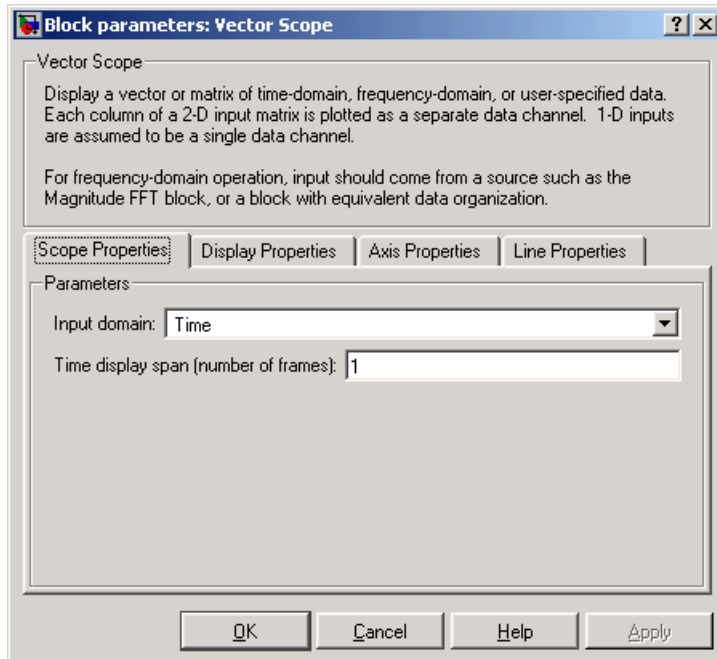 Block parameters: Vector Scope
Vector Scope
Display a vector or matrix of time-domain, frequency-domain, or user-specified data.
Each column of a 2-D input matrix is plotted as a separate data channel. 1-D inputs
are assumed to be a single data channel.
For frequency-domain operation, input should come from a source such as the
Magnitude FFT block, or a block with equivalent data organization.
Scope Properties Display Properties Axis Properties Line Properties
Parameters
Input domain: Time
Time display span (number of frames): 1
OK Cancel Help Apply